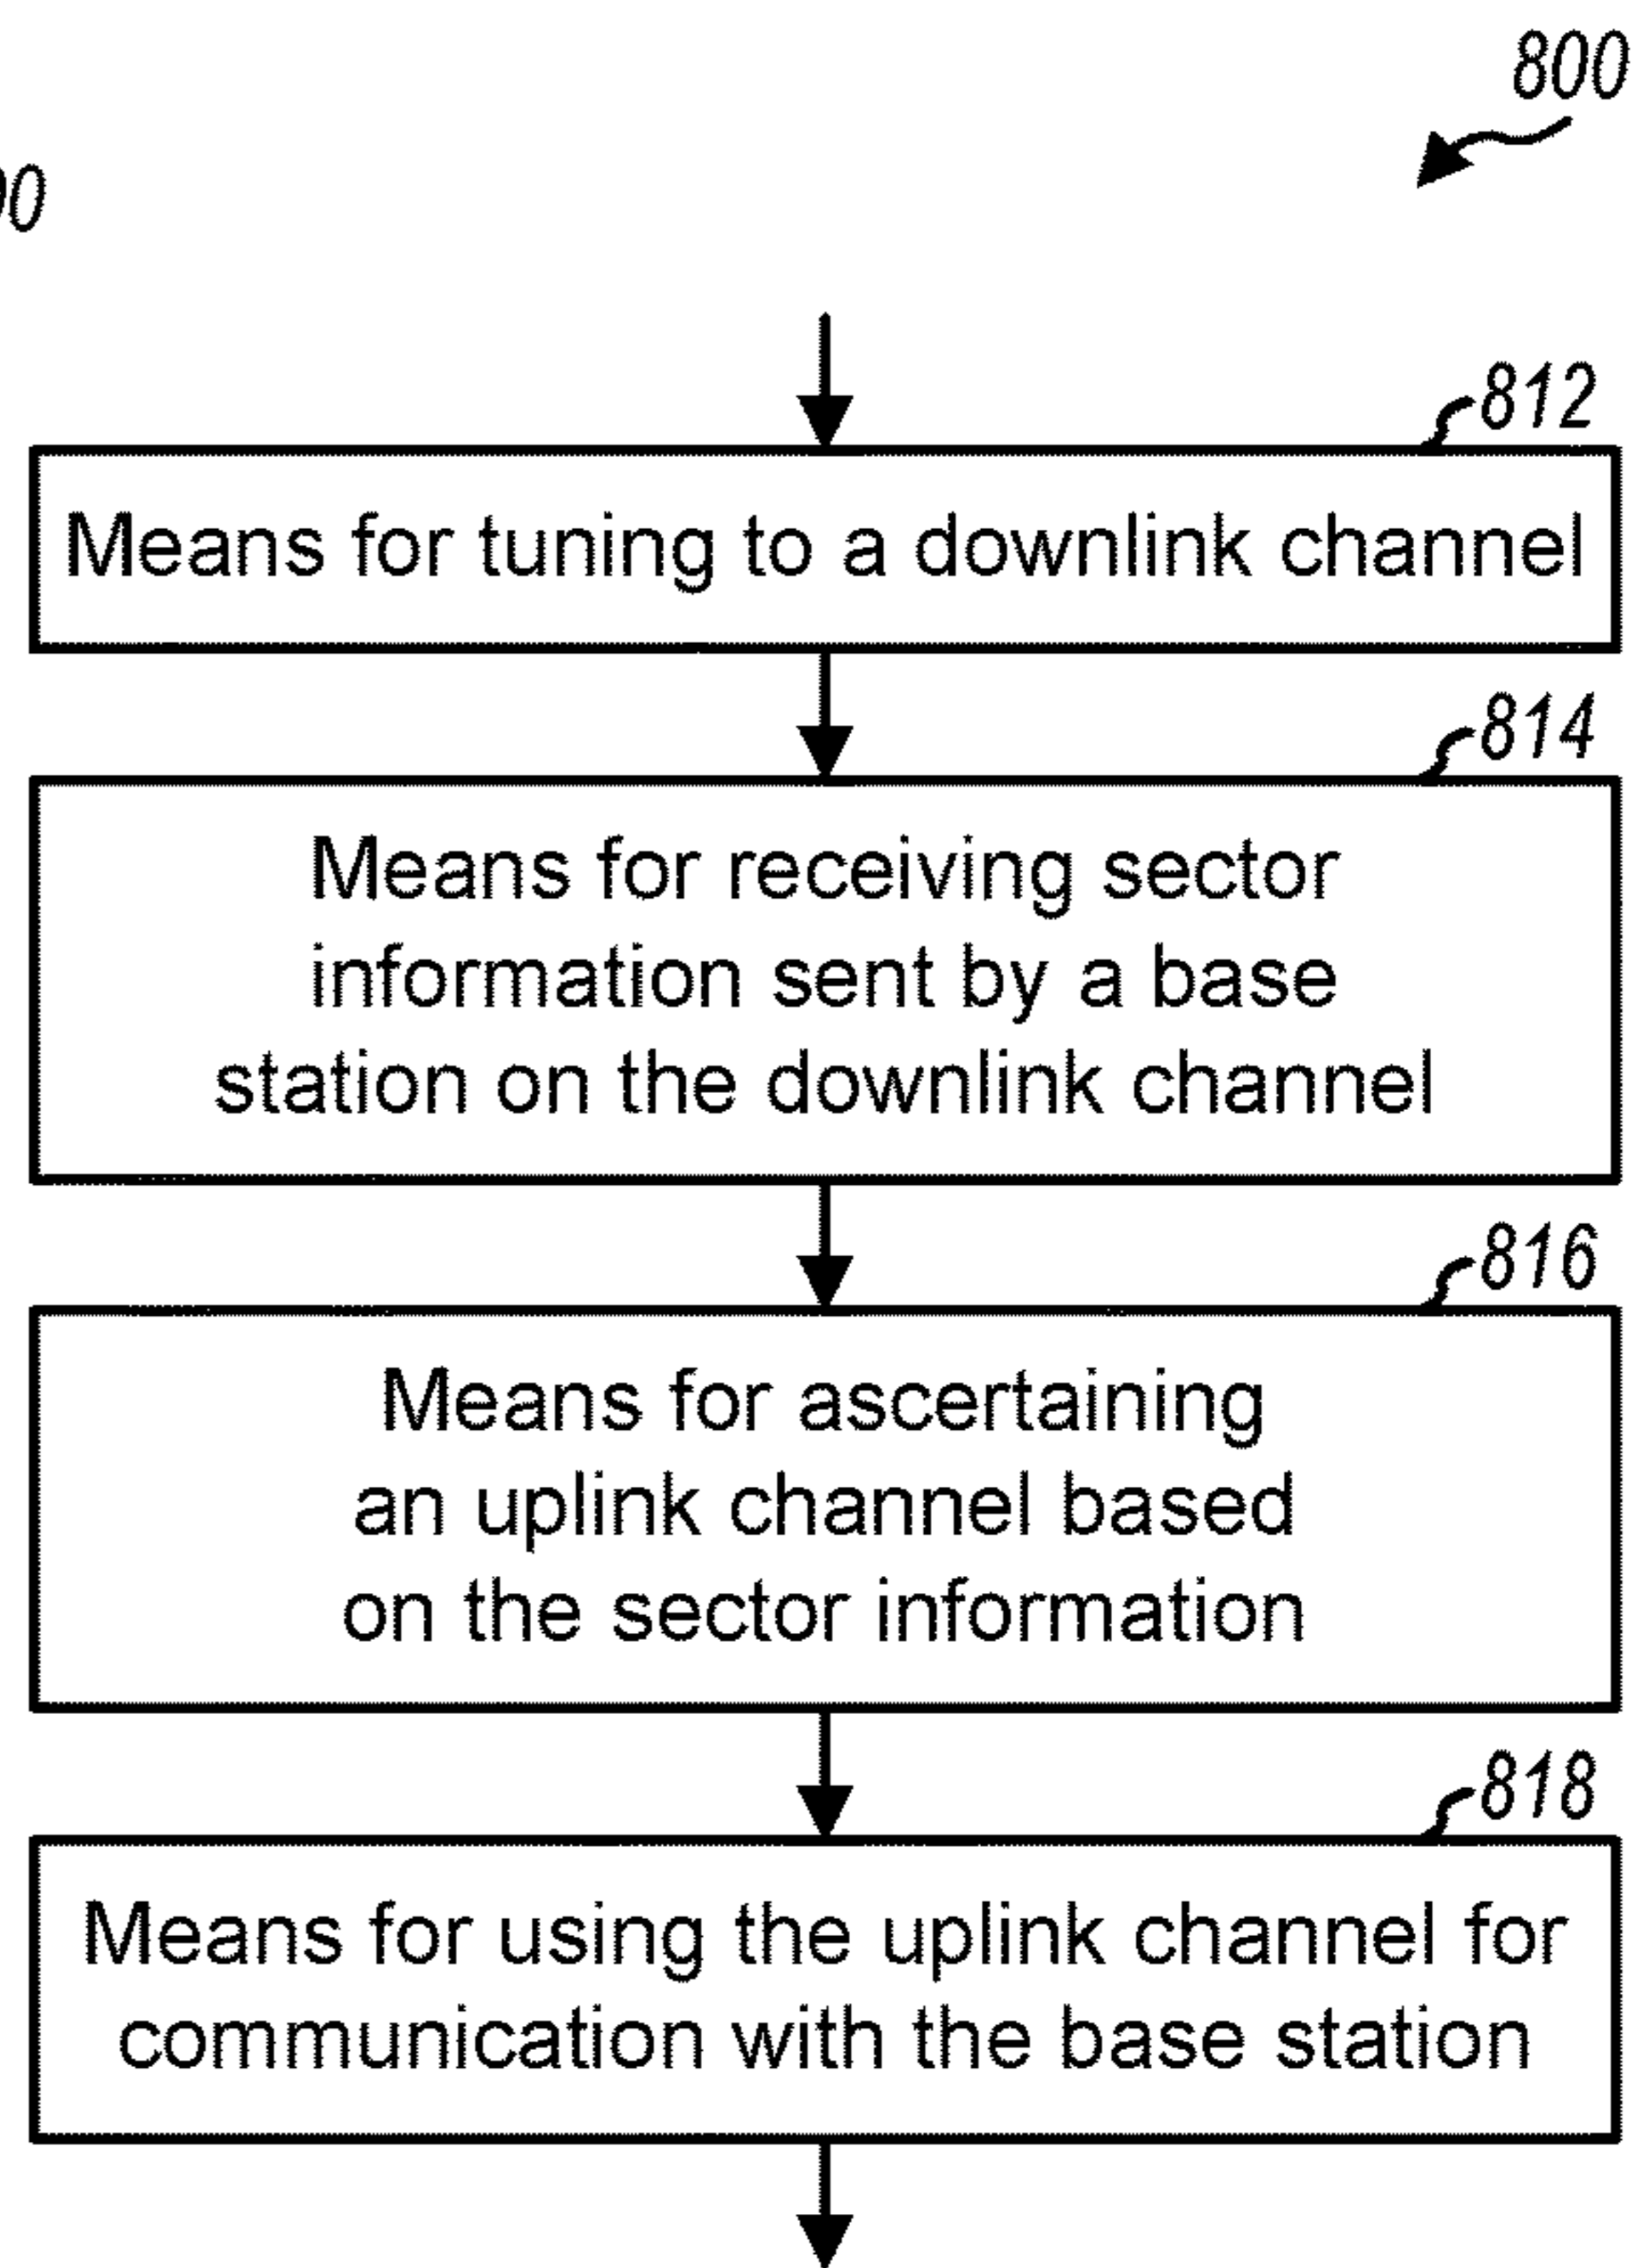 800
812
Means for tuning to a downlink channel
814
Means for receiving sector
information sent by a base
station on the downlink channel
816
Means for ascertaining
an uplink channel based
on the sector information
818
Means for using the uplink channel for
communication with the base station